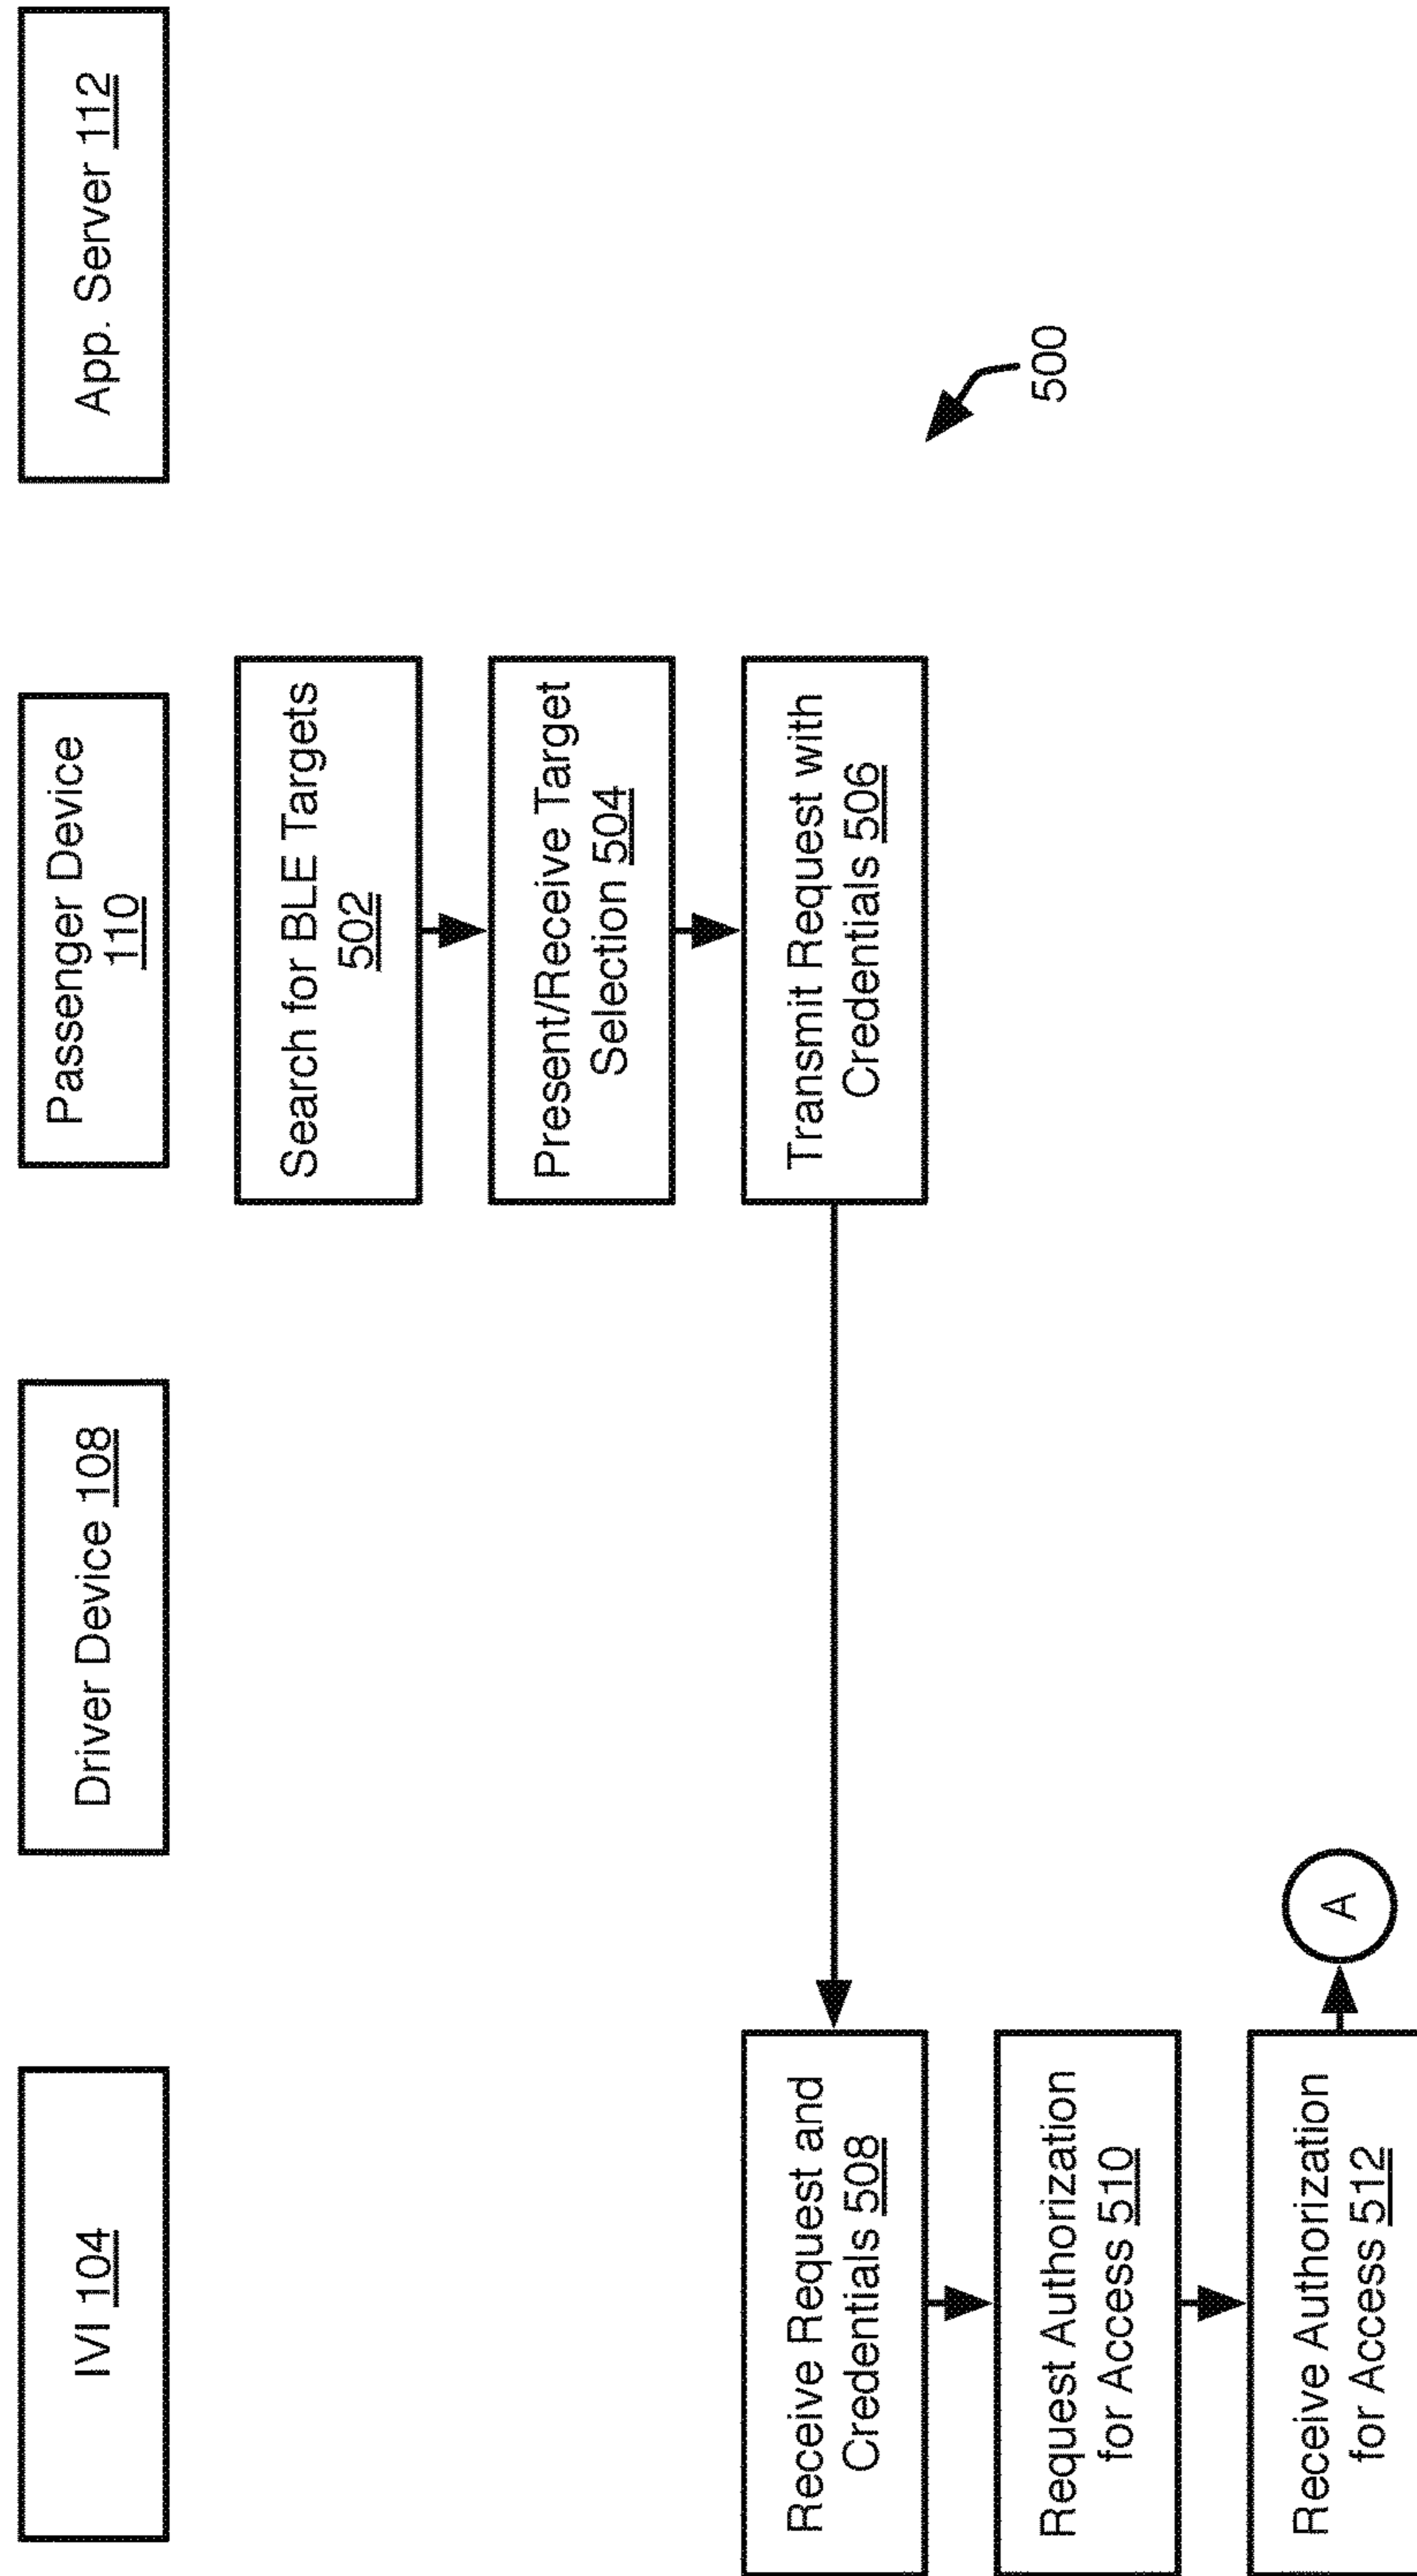 IVI 104
Driver Device 108
Passenger Device
110
App. Server 112
Search for BLE Targets
502
Present/Receive Target
Selection 504
Transmit Request with
Credentials 506
Receive Request and
Credentials 508
Request Authorization
for Access 510
Receive Authorization
for Access 512
A
500